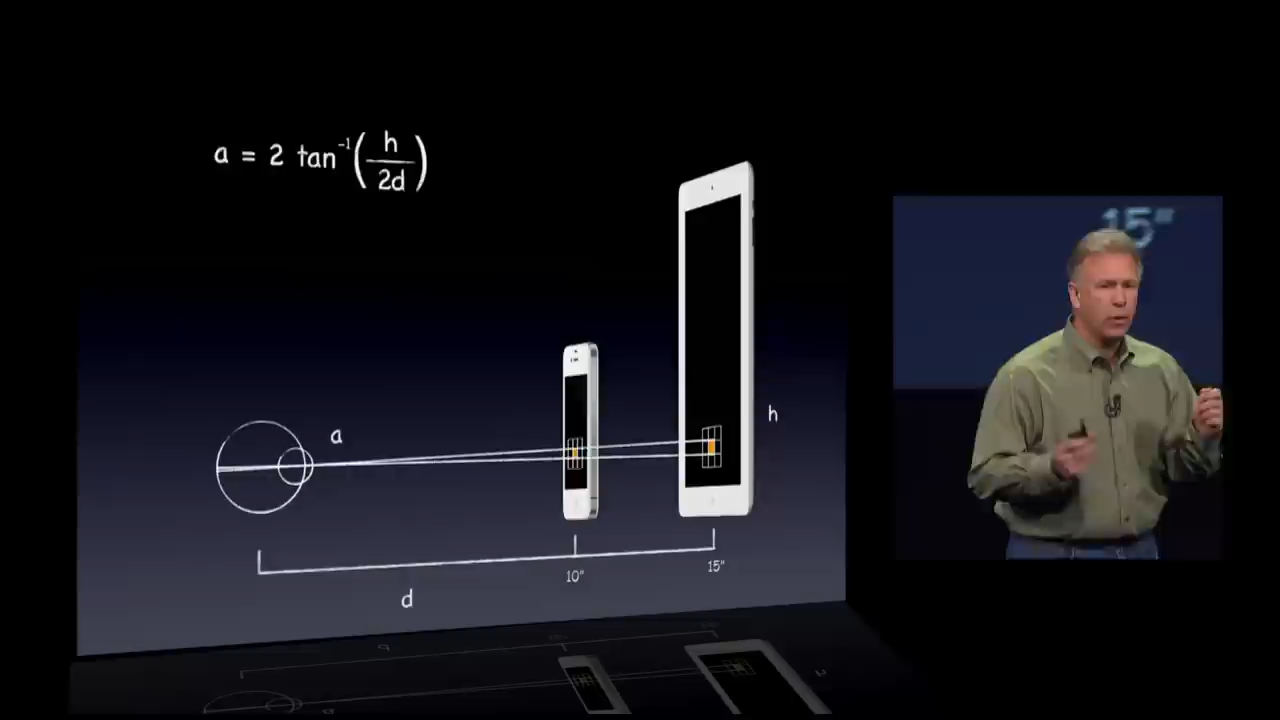 a = 2 tan⁻¹(h/2d)
15"
a
h
10"
15"
d